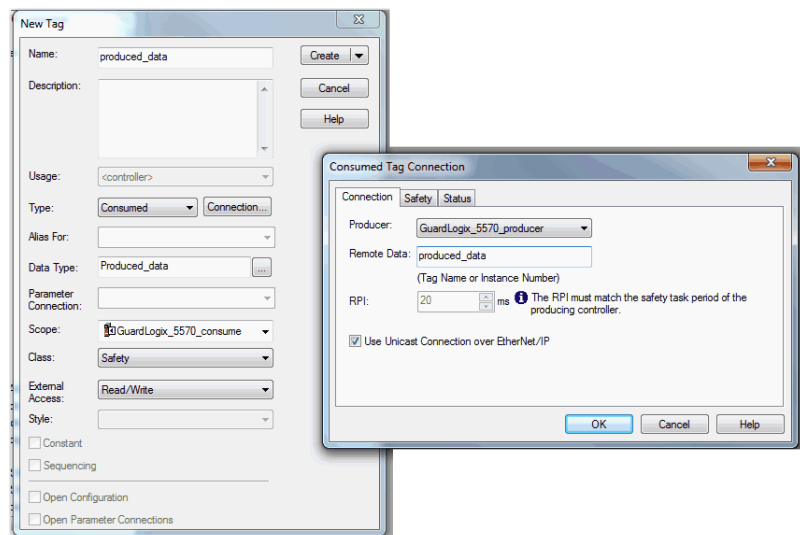 New Tag
Name: produced_data
Create
Description:
Cancel
Help
Usage: <controller>
Type: Consumed Connection...
Alias For:
Data Type: Produced_data ...
Parameter
Connection:
Scope: GuardLogix_5570_consume
Class: Safety
External
Access: Read/Write
Style:
Constant
Sequencing
Open Configuration
Open Parameter Connections
Consumed Tag Connection
Connection Safety Status
Producer: GuardLogix_5570_producer
Remote Data: produced_data
(Tag Name or Instance Number)
RPI: 20 ms The RPI must match the safety task period of the
producing controller.
Use Unicast Connection over EtherNet/IP
OK Cancel Help